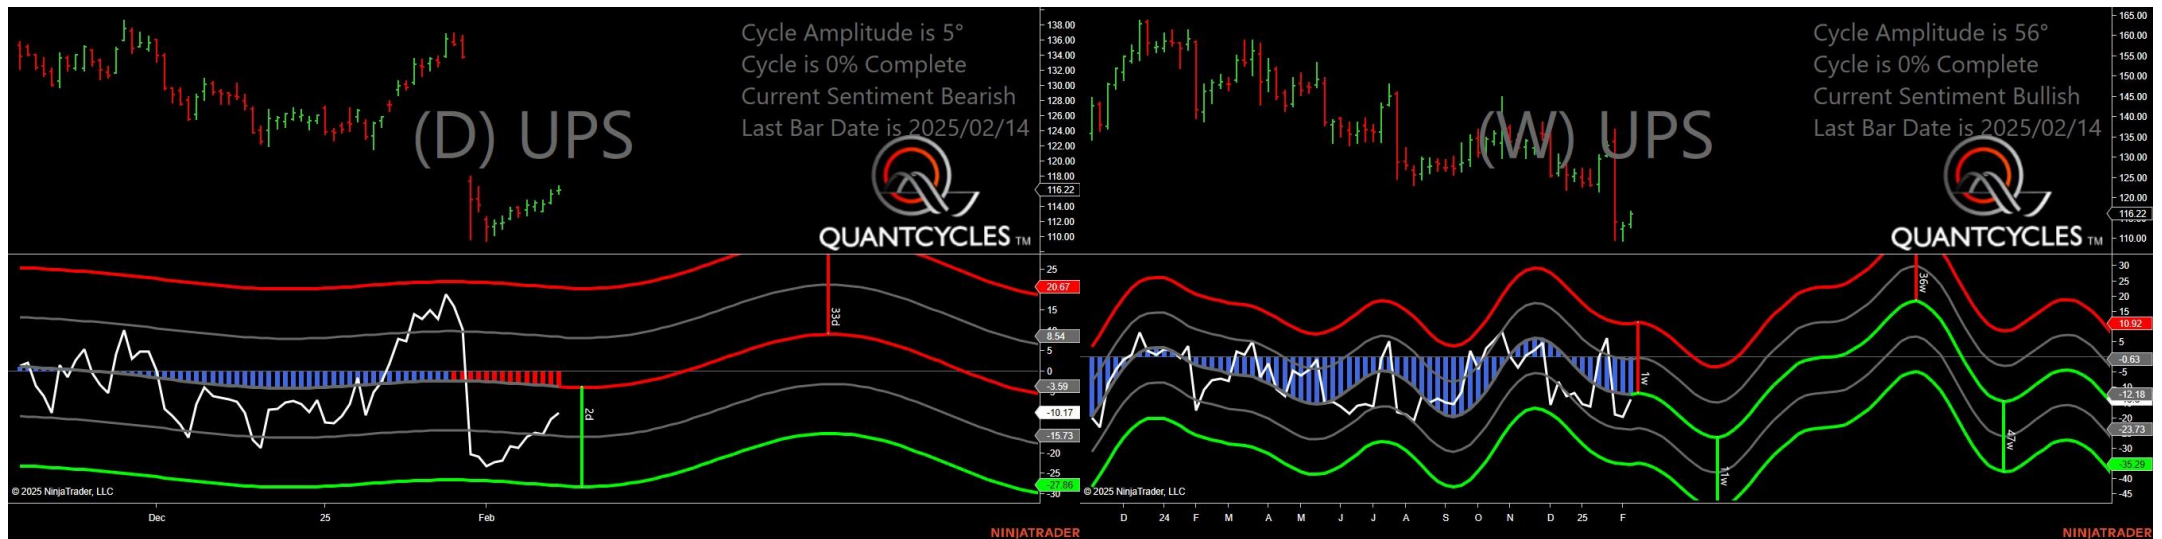 Cycle Amplitude is 5°
Cycle is 0% Complete
Current Sentiment Bearish
Last Bar Date is 2025/02/14
(D) UPS
QUANTCYCLES TM
138.00
136.00
134.00
132.00
130.00
128.00
126.00
124.00
122.00
120.00
118.00
116.22
114.00
112.00
110.00
25
20.67
15
8.54
5
0
-3.59
-10.17
-15.73
-20
-25
-27.86
-30
33d
2d
© 2025 NinjaTrader, LLC
Dec
25
Feb
NINJATRADER
Cycle Amplitude is 56°
Cycle is 0% Complete
Current Sentiment Bullish
Last Bar Date is 2025/02/14
(W) UPS
QUANTCYCLES TM
165.00
160.00
155.00
150.00
145.00
140.00
135.00
130.00
125.00
120.00
116.22
110.00
30
25
20
15
10.92
5
-0.63
-5
-10
-12.18
-20
-23.73
-30
-35.29
-40
-45
1w
11w
36w
47w
© 2025 NinjaTrader, LLC
D
24
F
M
A
M
J
J
A
S
O
N
D
25
F
NINJATRADER